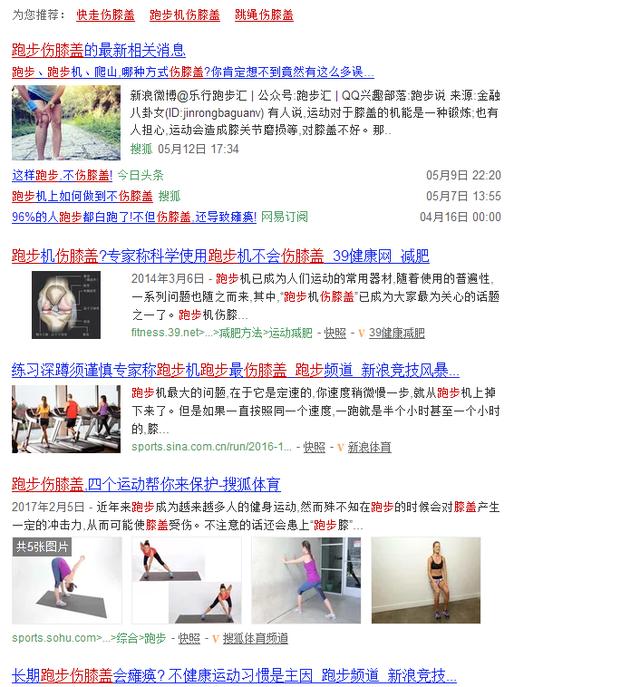 为您推荐： 快走伤膝盖 跑步机伤膝盖 跳绳伤膝盖
跑步伤膝盖的最新相关消息
跑步、跑步机、爬山,哪种方式伤膝盖?你肯定想不到竟然有这么多误...
新浪微博@乐行跑步汇 | 公众号:跑步汇 | QQ兴趣部落:跑步说 来源:金融
八卦女(ID:jinrongbaguanv) 有人说,运动对于膝盖的机能是一种锻炼;也有
人担心,运动会造成膝关节磨损等,对膝盖不好。那..
搜狐 05月12日 17:34
这样跑步,不伤膝盖! 今日头条 05月9日 22:20
跑步机上如何做到不伤膝盖 搜狐 05月7日 13:55
96%的人跑步都白跑了!不但伤膝盖,还导致瘫痪! 网易订阅 04月16日 00:00
跑步机伤膝盖?专家称科学使用跑步机不会伤膝盖_39健康网_减肥
2014年3月6日 - 跑步机已成为人们运动的常用器材,随着使用的普遍性,
一系列问题也随之而来,其中,“跑步机伤膝盖”已成为大家最为关心的话题
之一了。跑步机伤膝...
fitness.39.net>...>减肥方法>运动减肥 - 快照 - V 39健康减肥
练习深蹲须谨慎专家称跑步机跑步最伤膝盖_跑步频道_新浪竞技风暴...
跑步机最大的问题,在于它是定速的,你速度稍微慢一步,就从跑步机上掉
下来了。但是如果一直按照同一个速度,一跑就是半个小时甚至一个小时
的,膝...
sports.sina.com.cn/run/2016-1... - 快照 - V 新浪体育
跑步伤膝盖,四个运动帮你来保护-搜狐体育
2017年2月5日 - 近年来跑步成为越来越多人的健身运动,然而殊不知在跑步的时候会对膝盖产生
一定的冲击力,从而可能使膝盖受伤。不注意的话还会患上“跑步膝”...
共5张图片
sports.sohu.com>...>综合>跑步 - 快照 - V 搜狐体育频道
长期跑步伤膝盖会瘫痪? 不健康运动习惯是主因_跑步频道_新浪竞技...